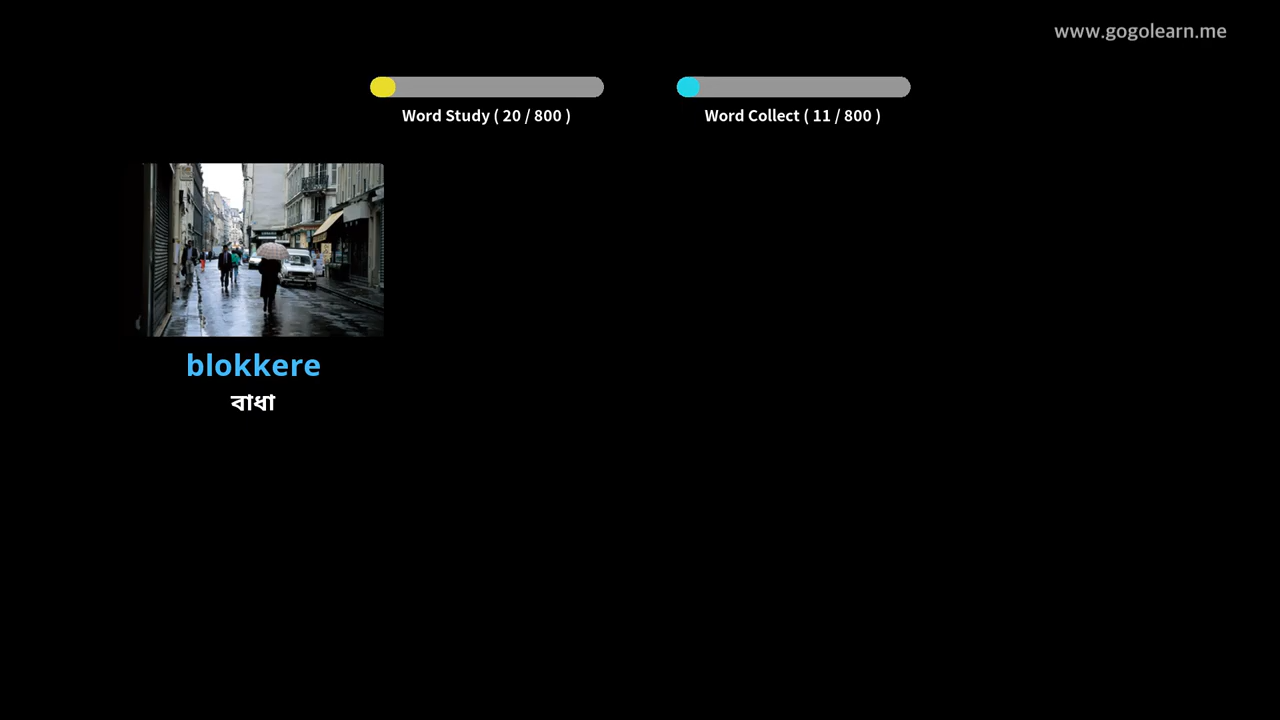 www.gogolearn.me
Word Study ( 20 / 800 )
Word Collect ( 11 / 800 )
blokkere
বাধা